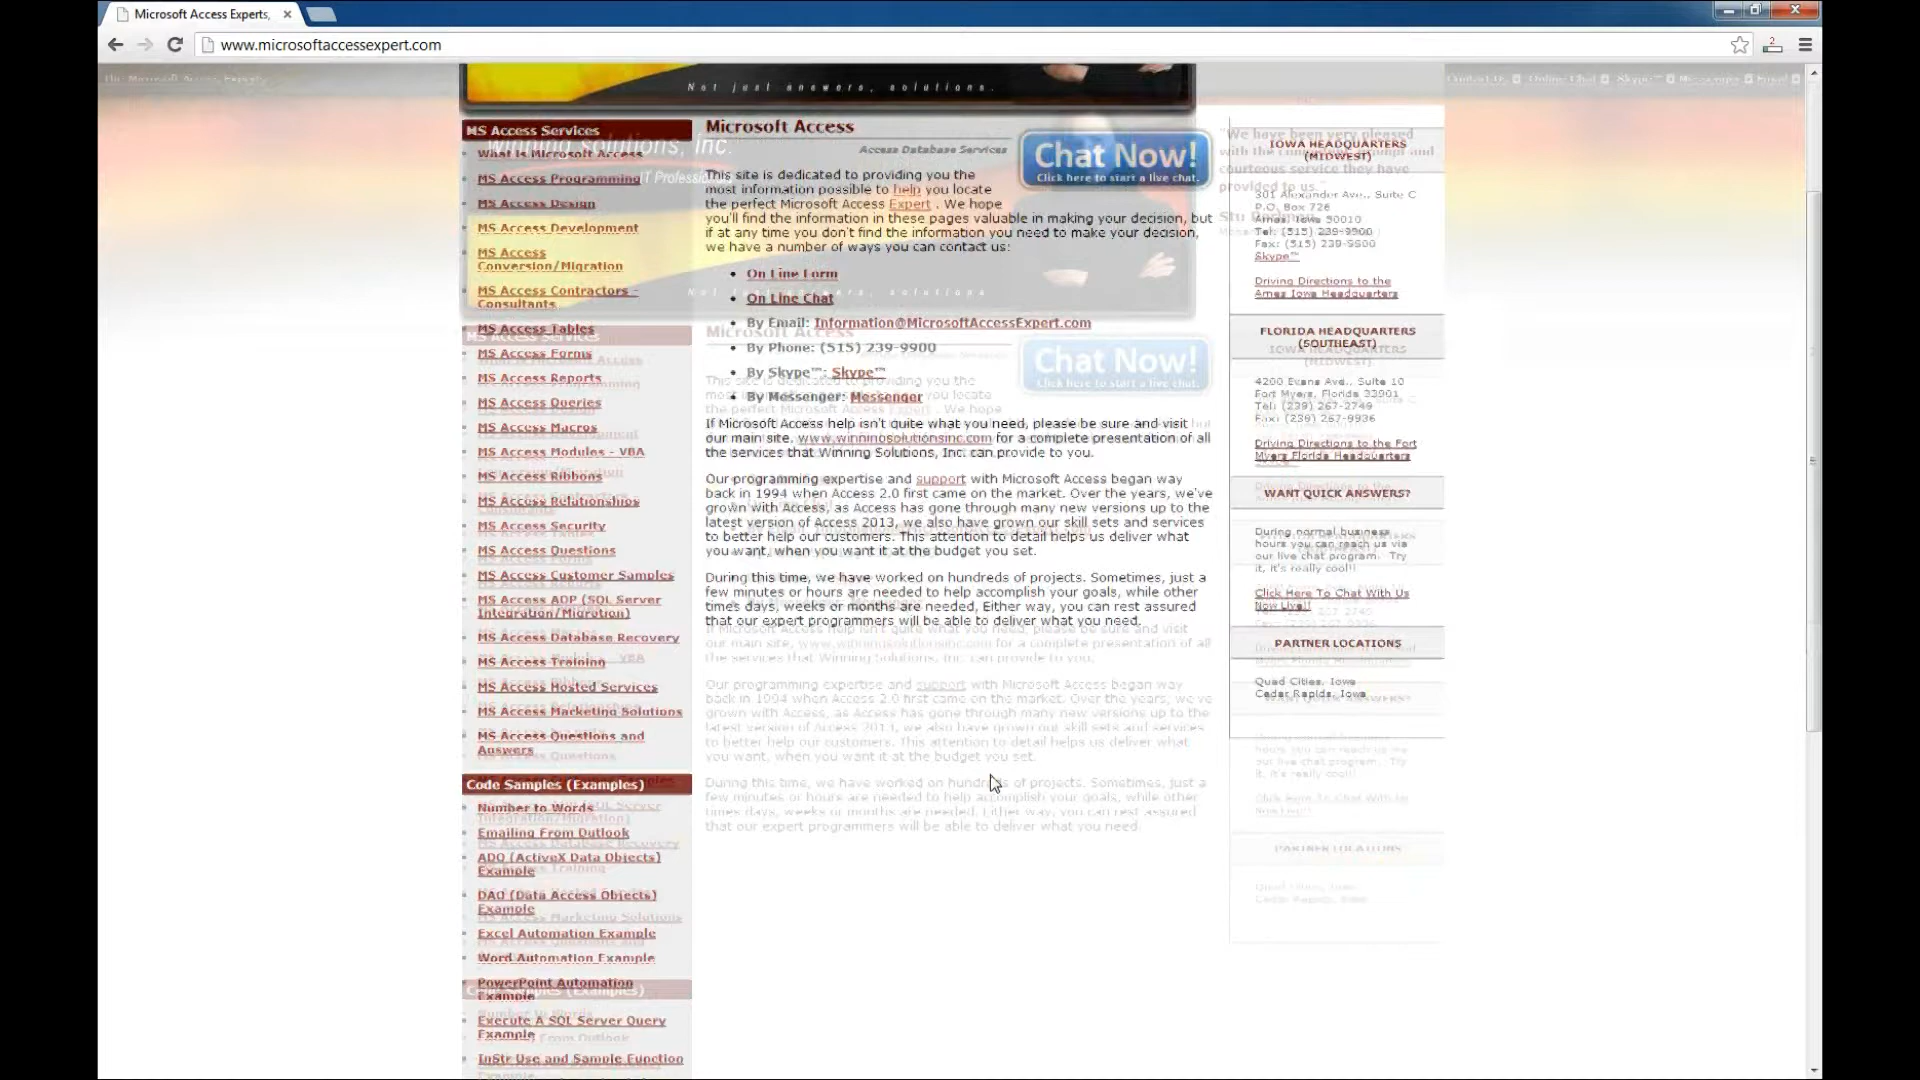 Microsoft Access Experts,
www.microsoftaccessexpert.com
Contact Us
Online Chat
Skype™
Messenger
Email
Not just answers, solutions.
Winning Solutions, Inc.
IT Professionals
MS Access Services
What Is Microsoft Access
MS Access Programming
MS Access Design
MS Access Development
MS Access
Conversion/Migration
MS Access Contractors -
Consultants
MS Access Tables
MS Access Forms
MS Access Reports
MS Access Queries
MS Access Macros
MS Access Modules - VBA
MS Access Ribbons
MS Access Relationships
MS Access Security
MS Access Questions
MS Access Customer Samples
MS Access ADP (SQL Server
Integration/Migration)
MS Access Database Recovery
MS Access Training
MS Access Hosted Services
MS Access Marketing Solutions
MS Access Questions and
Answers
Code Samples (Examples)
Number to Words
Emailing From Outlook
ADO (ActiveX Data Objects)
Example
DAO (Data Access Objects)
Example
Excel Automation Example
Word Automation Example
PowerPoint Automation
Example
Execute A SQL Server Query
Example
InStr Use and Sample Function
Microsoft Access
Access Database Services
Chat Now!
Click here to start a live chat.
This site is dedicated to providing you the
most information possible to help you locate
the perfect Microsoft Access Expert . We hope
you'll find the information in these pages valuable in making your decision, but
if at any time you don't find the information you need to make your decision,
we have a number of ways you can contact us:
On Line Form
On Line Chat
By Email: Information@MicrosoftAccessExpert.com
By Phone: (515) 239-9900
By Skype™: Skype™
By Messenger: Messenger
If Microsoft Access help isn't quite what you need, please be sure and visit
our main site, www.winningsolutionsinc.com for a complete presentation of all
the services that Winning Solutions, Inc. can provide to you.
Our programming expertise and support with Microsoft Access began way
back in 1994 when Access 2.0 first came on the market. Over the years, we've
grown with Access, as Access has gone through many new versions up to the
latest version of Access 2013, we also have grown our skill sets and services
to better help our customers. This attention to detail helps us deliver what
you want, when you want it at the budget you set.
During this time, we have worked on hundreds of projects. Sometimes, just a
few minutes or hours are needed to help accomplish your goals, while other
times days, weeks or months are needed. Either way, you can rest assured
that our expert programmers will be able to deliver what you need.
"We have been very pleased
courteous service they have
provided to us."
IOWA HEADQUARTERS
(MIDWEST)
301 Alexander Ave., Suite C
P.O. Box 726
Ames, Iowa 50010
Tel: (515) 239-9900
Fax: (515) 239-9800
Skype™
Driving Directions to the
Ames Iowa Headquarters
FLORIDA HEADQUARTERS
(SOUTHEAST)
4200 Evans Ave., Suite 10
Fort Myers, Florida 33901
Tel: (239) 267-2749
Fax: (239) 267-9936
Driving Directions to the Fort
Myers Florida Headquarters
WANT QUICK ANSWERS?
During normal business
hours you can reach us via
our live chat program. Try
it, it's really cool!!
Click Here To Chat With Us
Now Live!!
PARTNER LOCATIONS
Quad Cities, Iowa
Cedar Rapids, Iowa